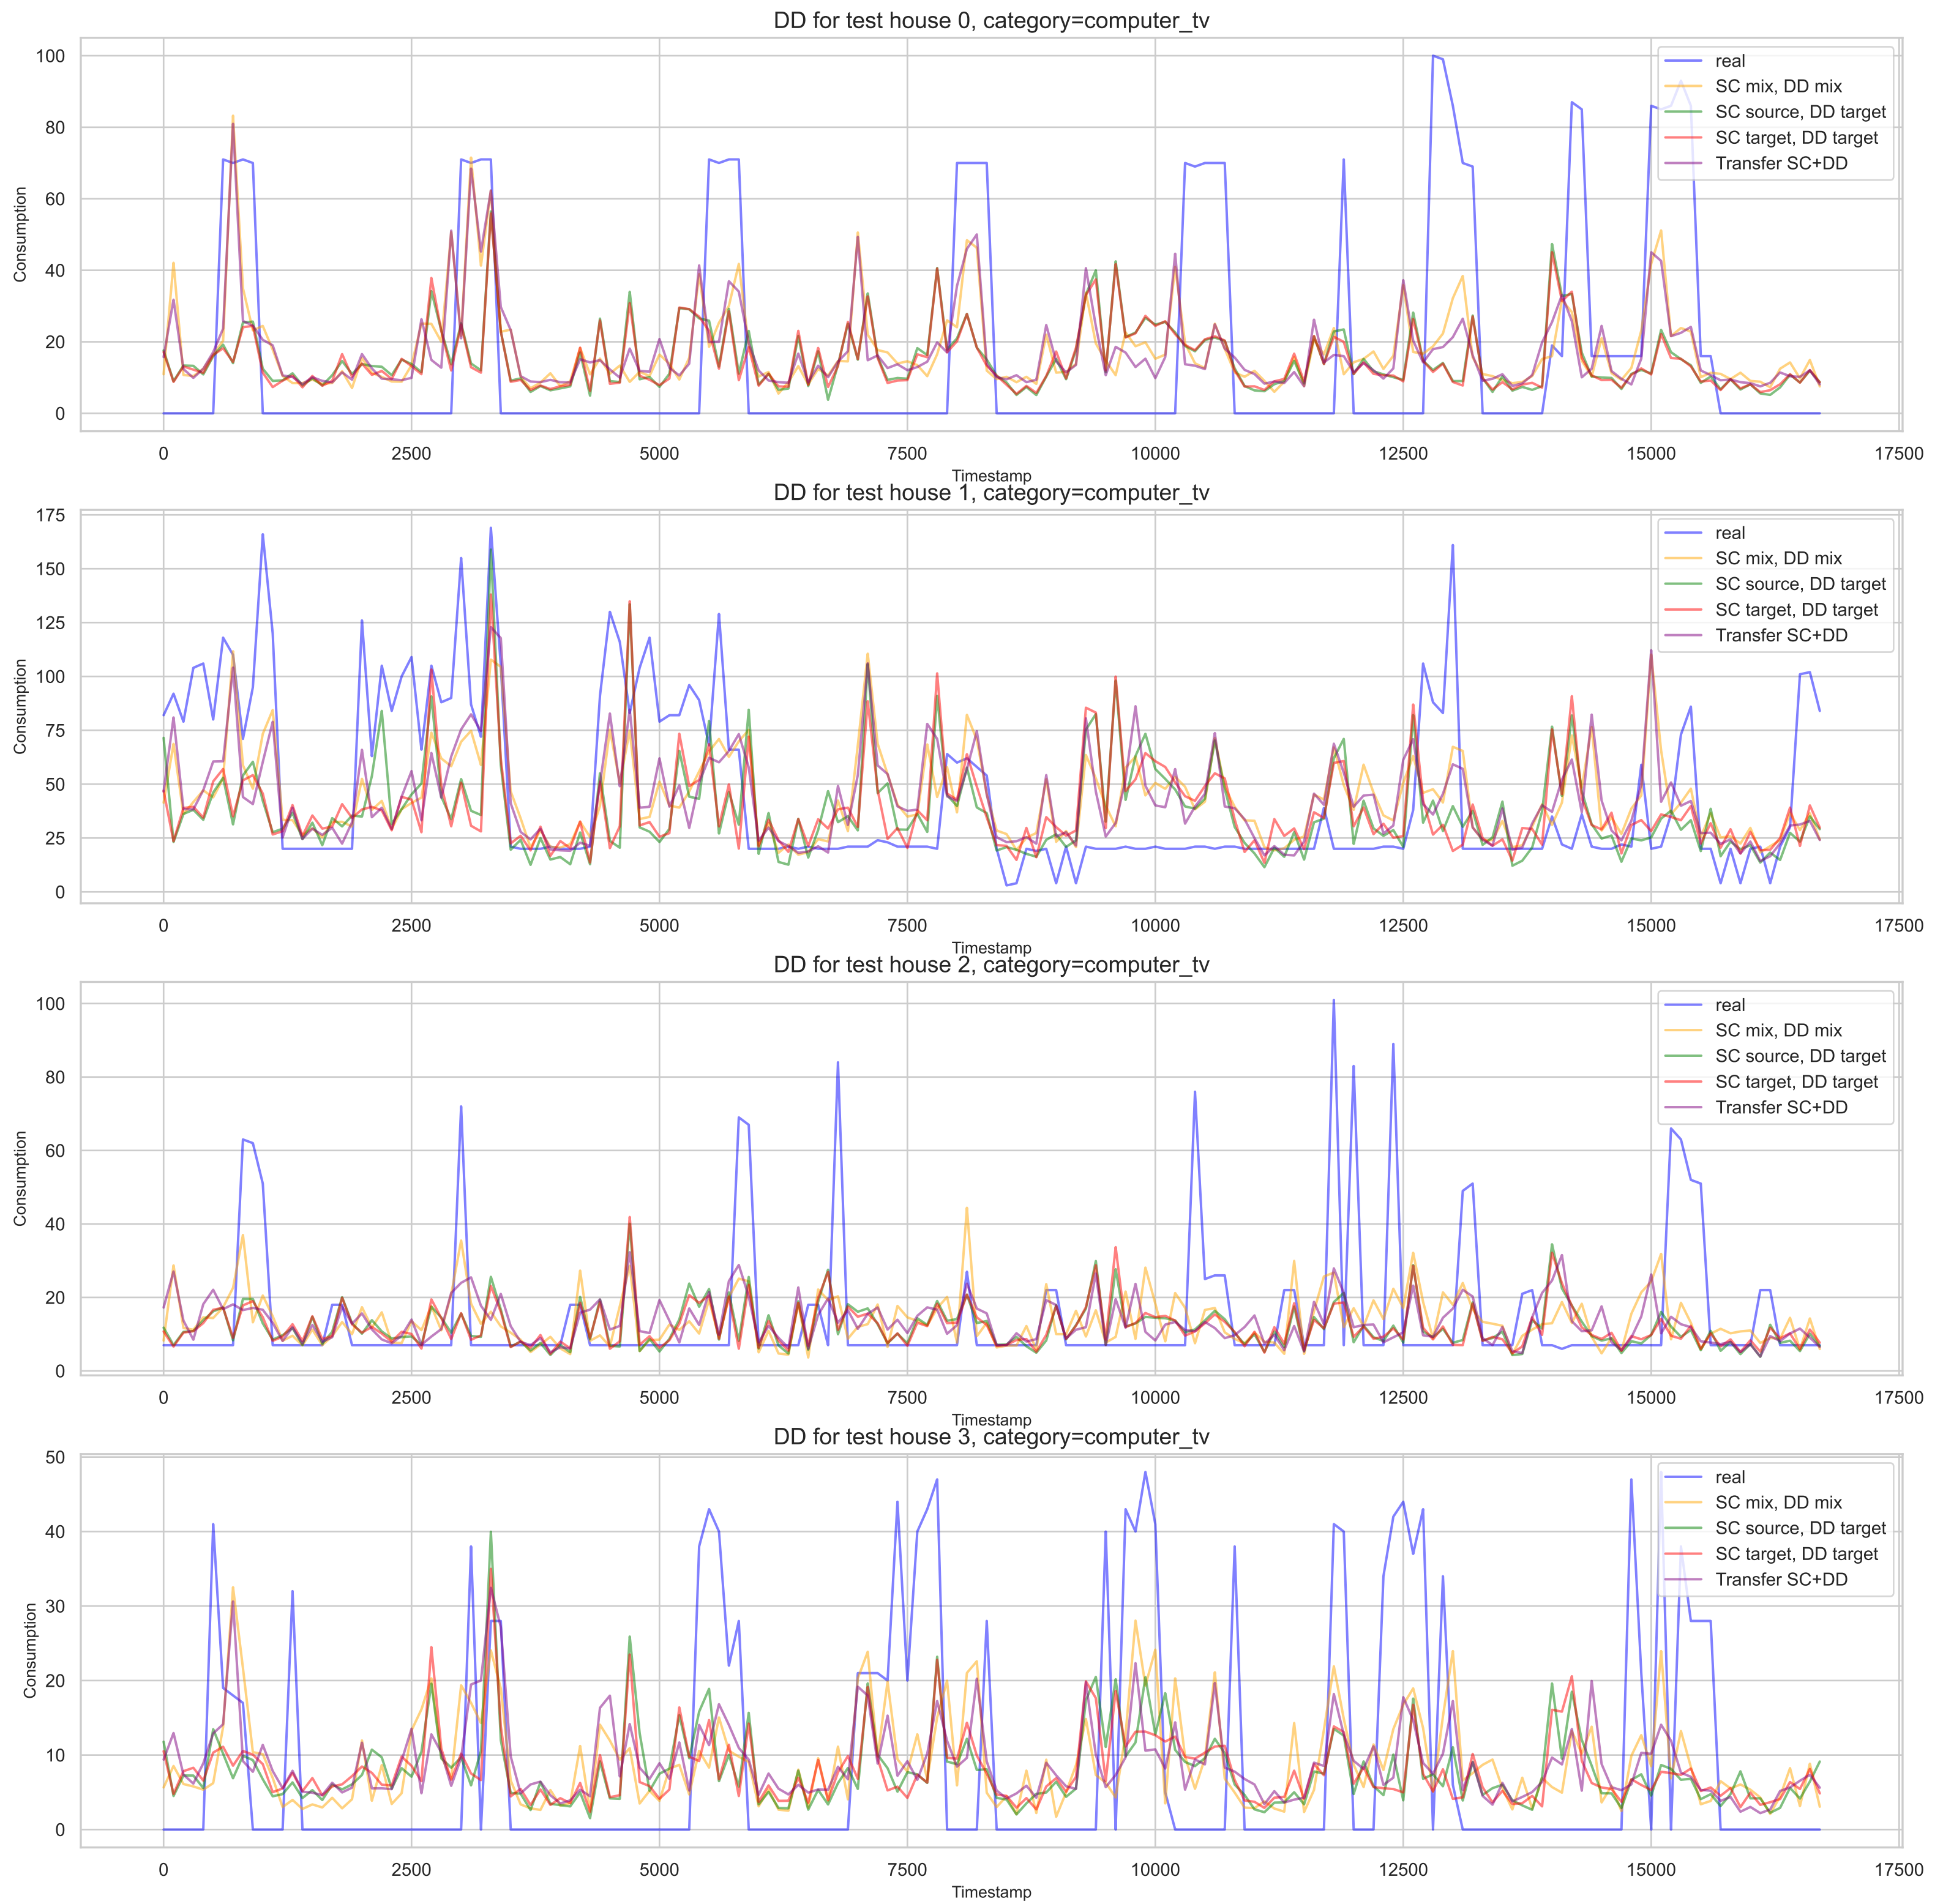 DD for test house 0, category=computer_tv
100
80
60
40
20
0
Consumption
real
SC mix, DD mix
SC source, DD target
SC target, DD target
Transfer SC+DD
0 2500 5000 7500 10000 12500 15000 17500
Timestamp
DD for test house 1, category=computer_tv
175
150
125
100
75
50
25
0
Consumption
real
SC mix, DD mix
SC source, DD target
SC target, DD target
Transfer SC+DD
0 2500 5000 7500 10000 12500 15000 17500
Timestamp
DD for test house 2, category=computer_tv
100
80
60
40
20
0
Consumption
real
SC mix, DD mix
SC source, DD target
SC target, DD target
Transfer SC+DD
0 2500 5000 7500 10000 12500 15000 17500
Timestamp
DD for test house 3, category=computer_tv
50
40
30
20
10
0
Consumption
real
SC mix, DD mix
SC source, DD target
SC target, DD target
Transfer SC+DD
0 2500 5000 7500 10000 12500 15000 17500
Timestamp